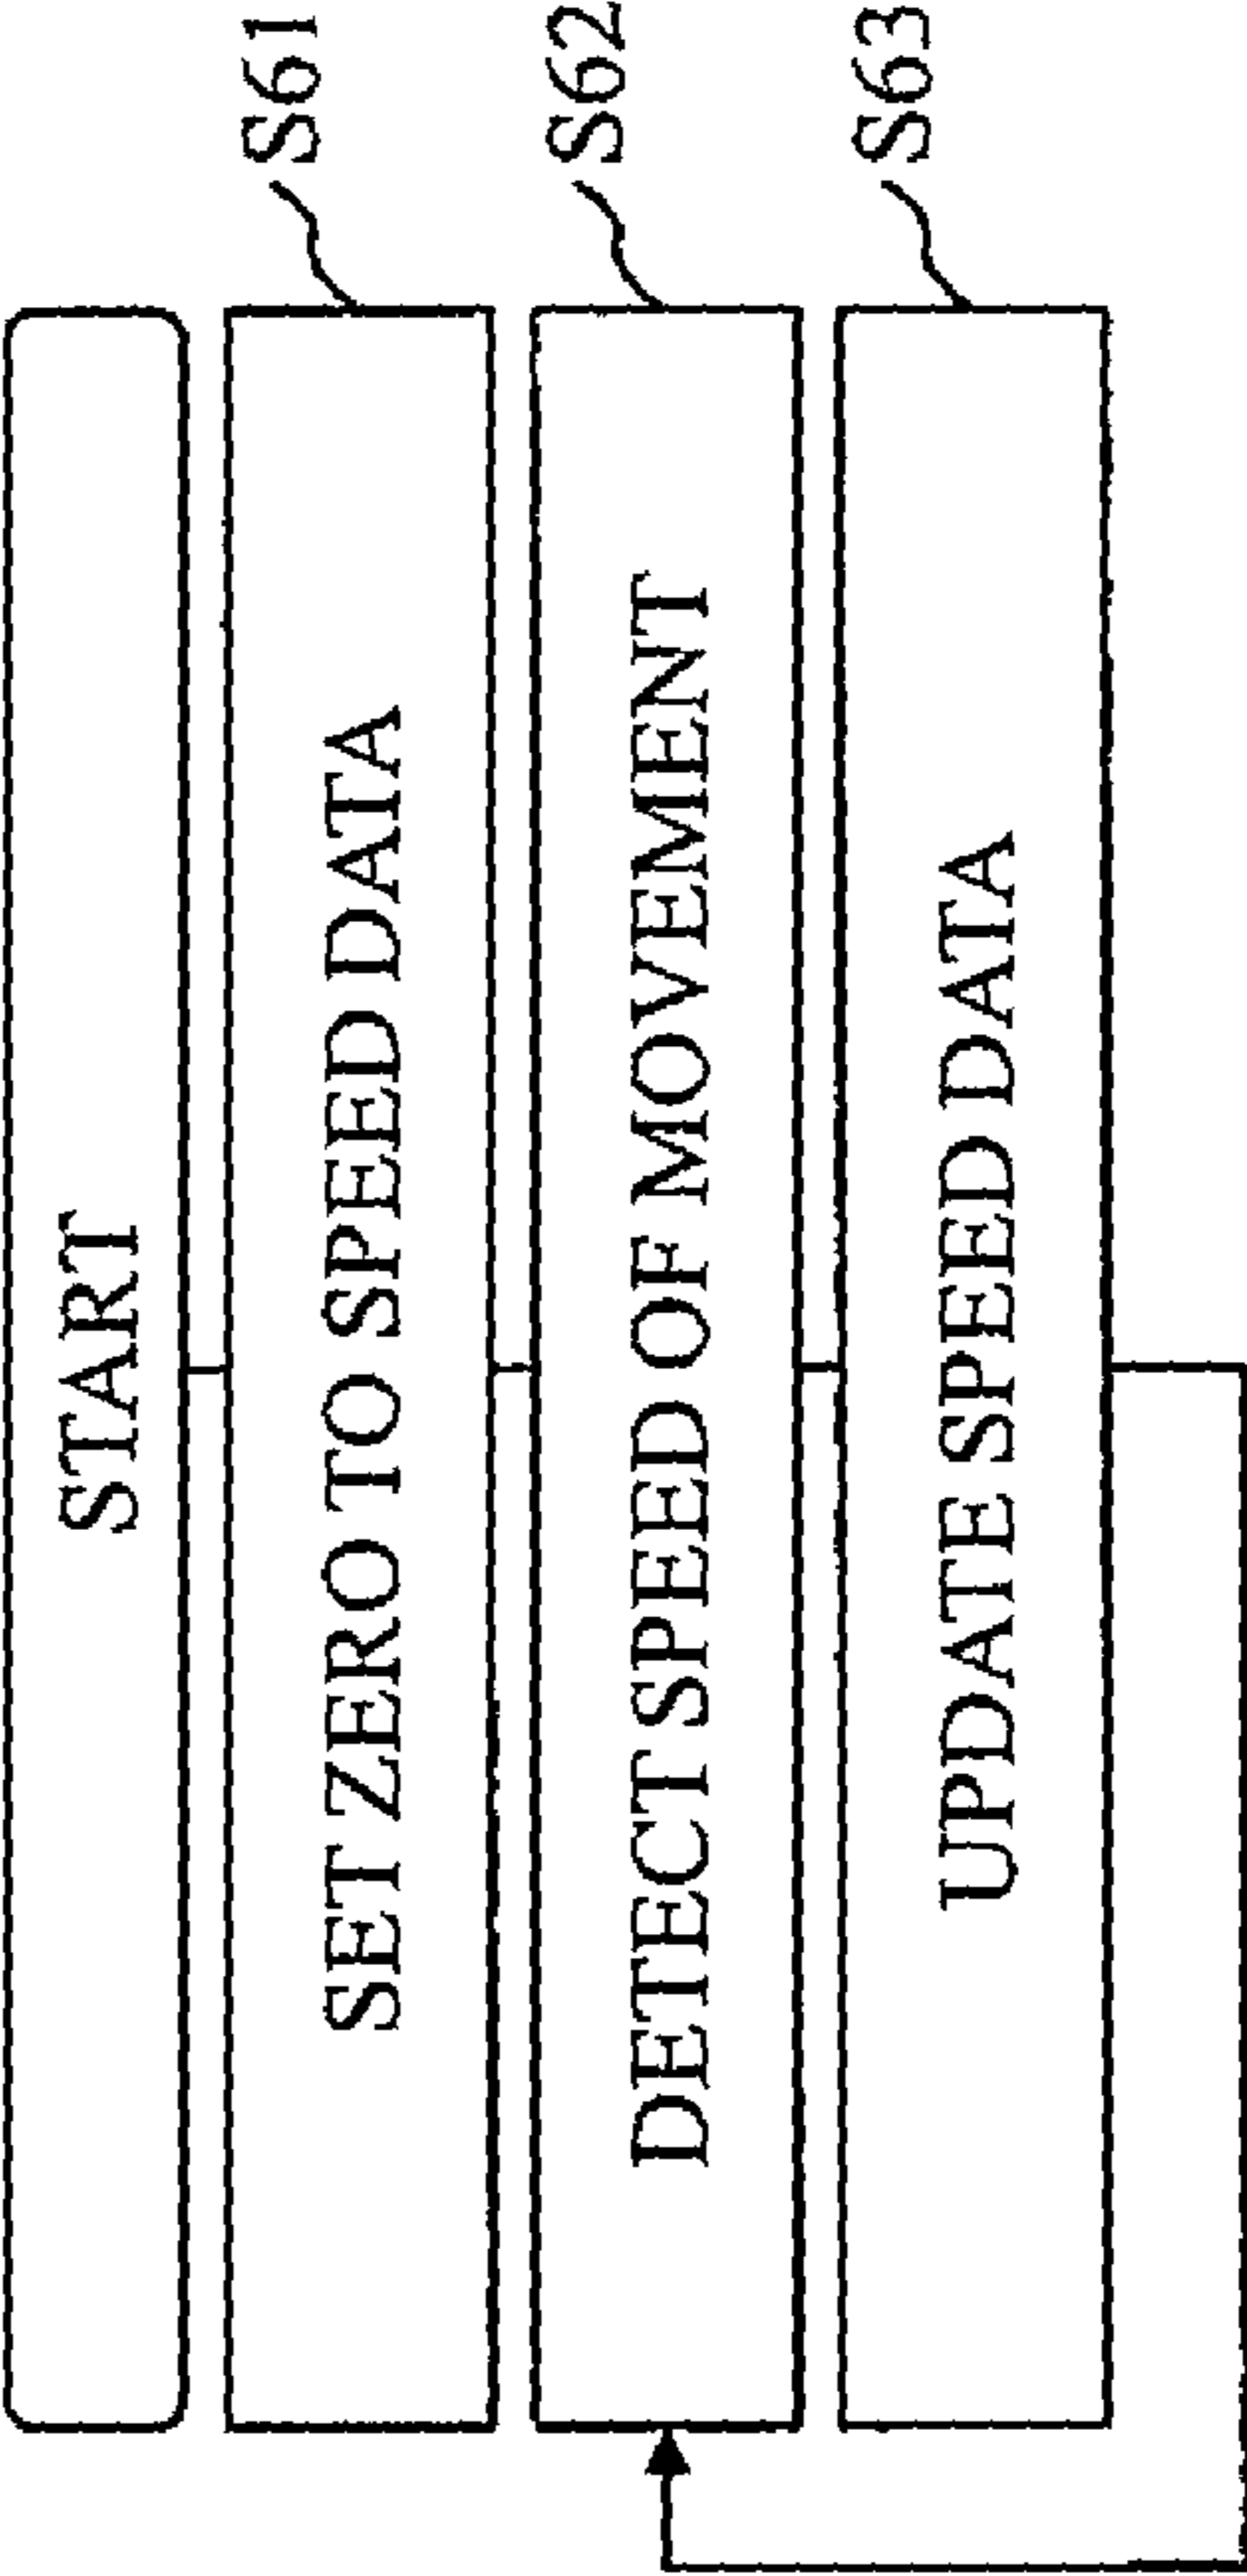 START
SET ZERO TO SPEED DATA
S61
DETECT SPEED OF MOVEMENT
S62
UPDATE SPEED DATA
S63